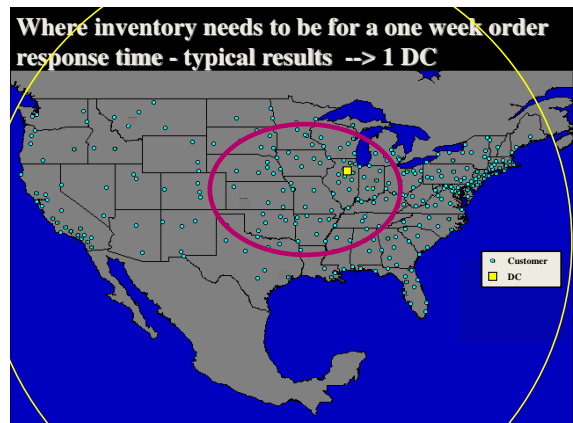 Where inventory needs to be for a one week order
response time - typical results --> 1 DC
Customer
DC